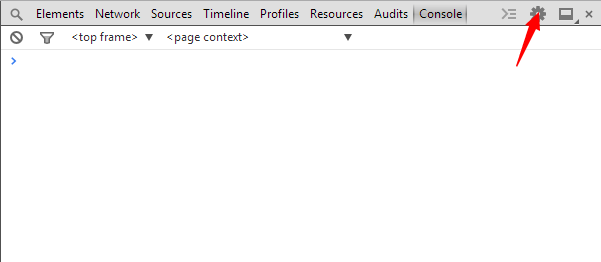 Elements Network Sources Timeline Profiles Resources Audits Console
<top frame> <page context>